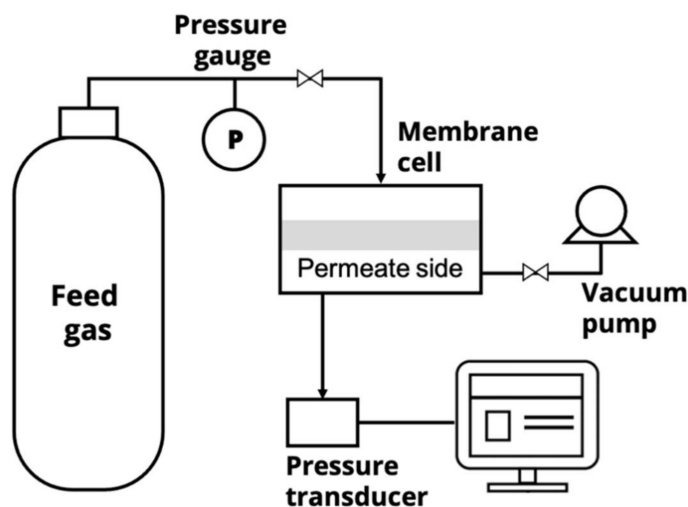 Pressure
gauge
P
Membrane
cell
Permeate side
Feed
gas
Vacuum
pump
Pressure
transducer